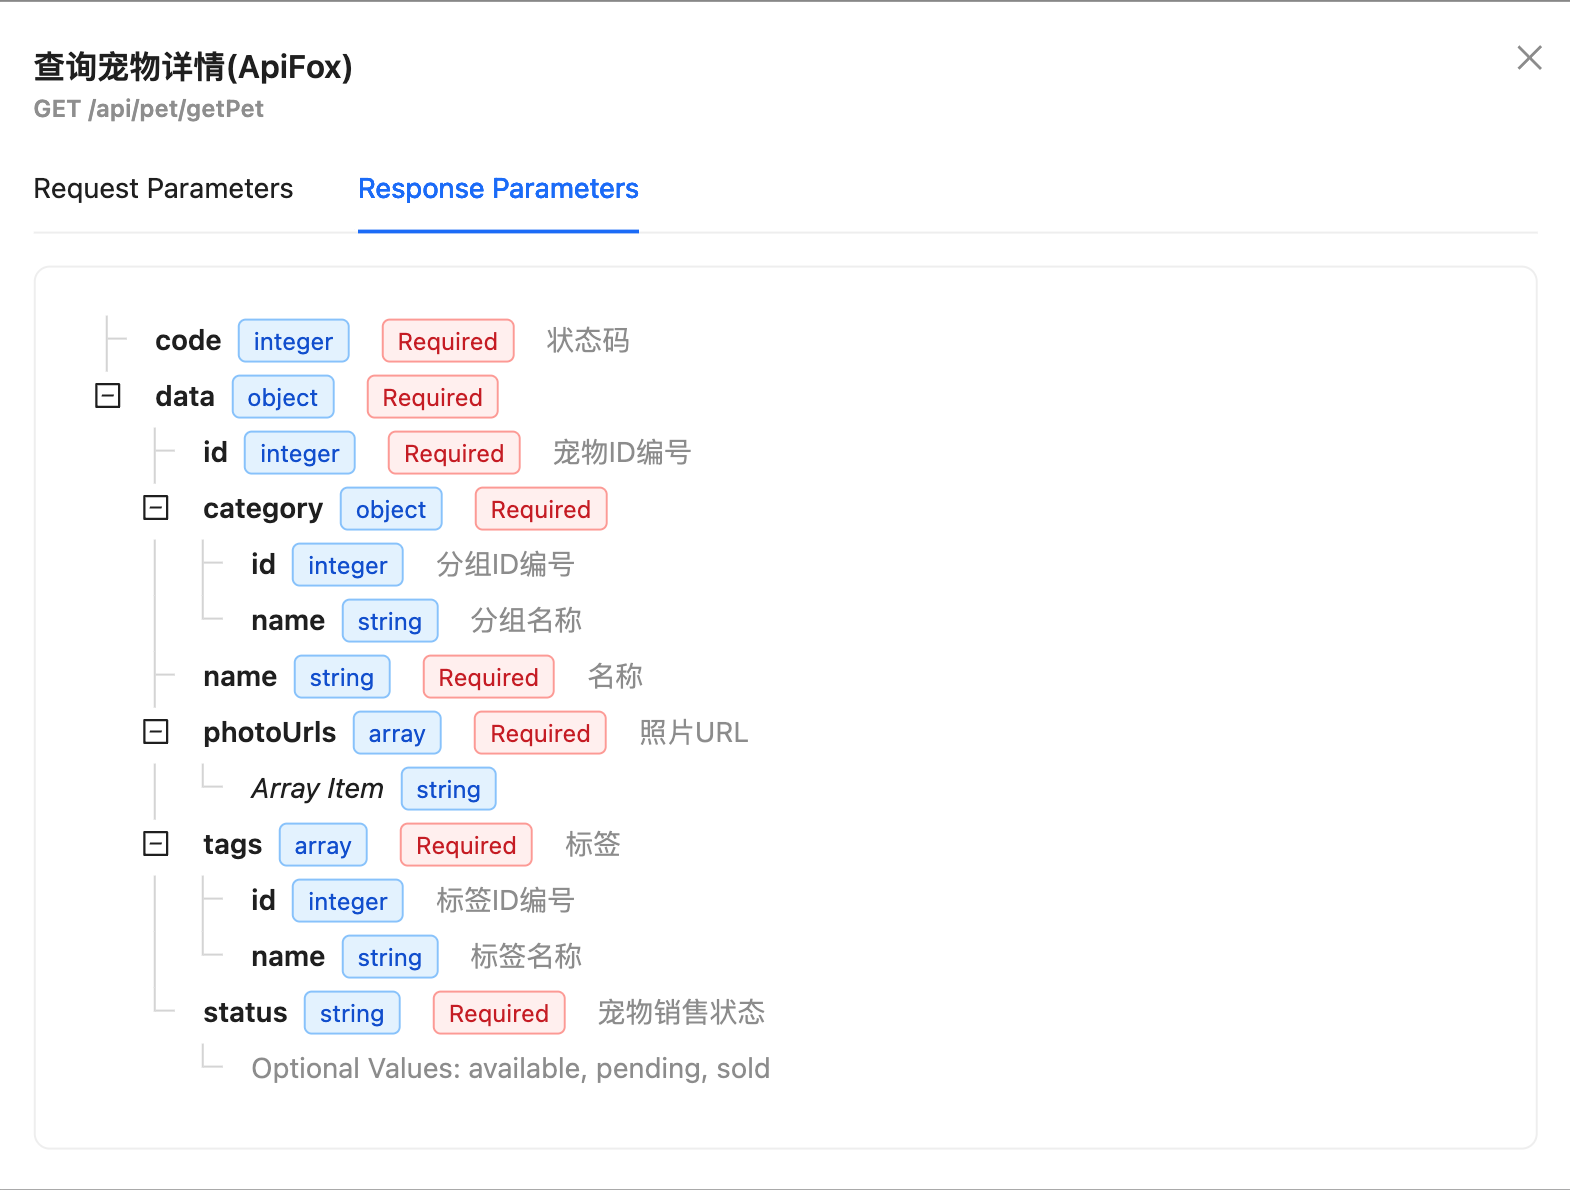 查询宠物详情(ApiFox)
GET /api/pet/getPet
Request Parameters Response Parameters
code integer Required 状态码
data object Required
id integer Required 宠物ID编号
category object Required
id integer 分组ID编号
name string 分组名称
name string Required 名称
photoUrls array Required 照片URL
Array Item string
tags array Required 标签
id integer 标签ID编号
name string 标签名称
status string Required 宠物销售状态
Optional Values: available, pending, sold